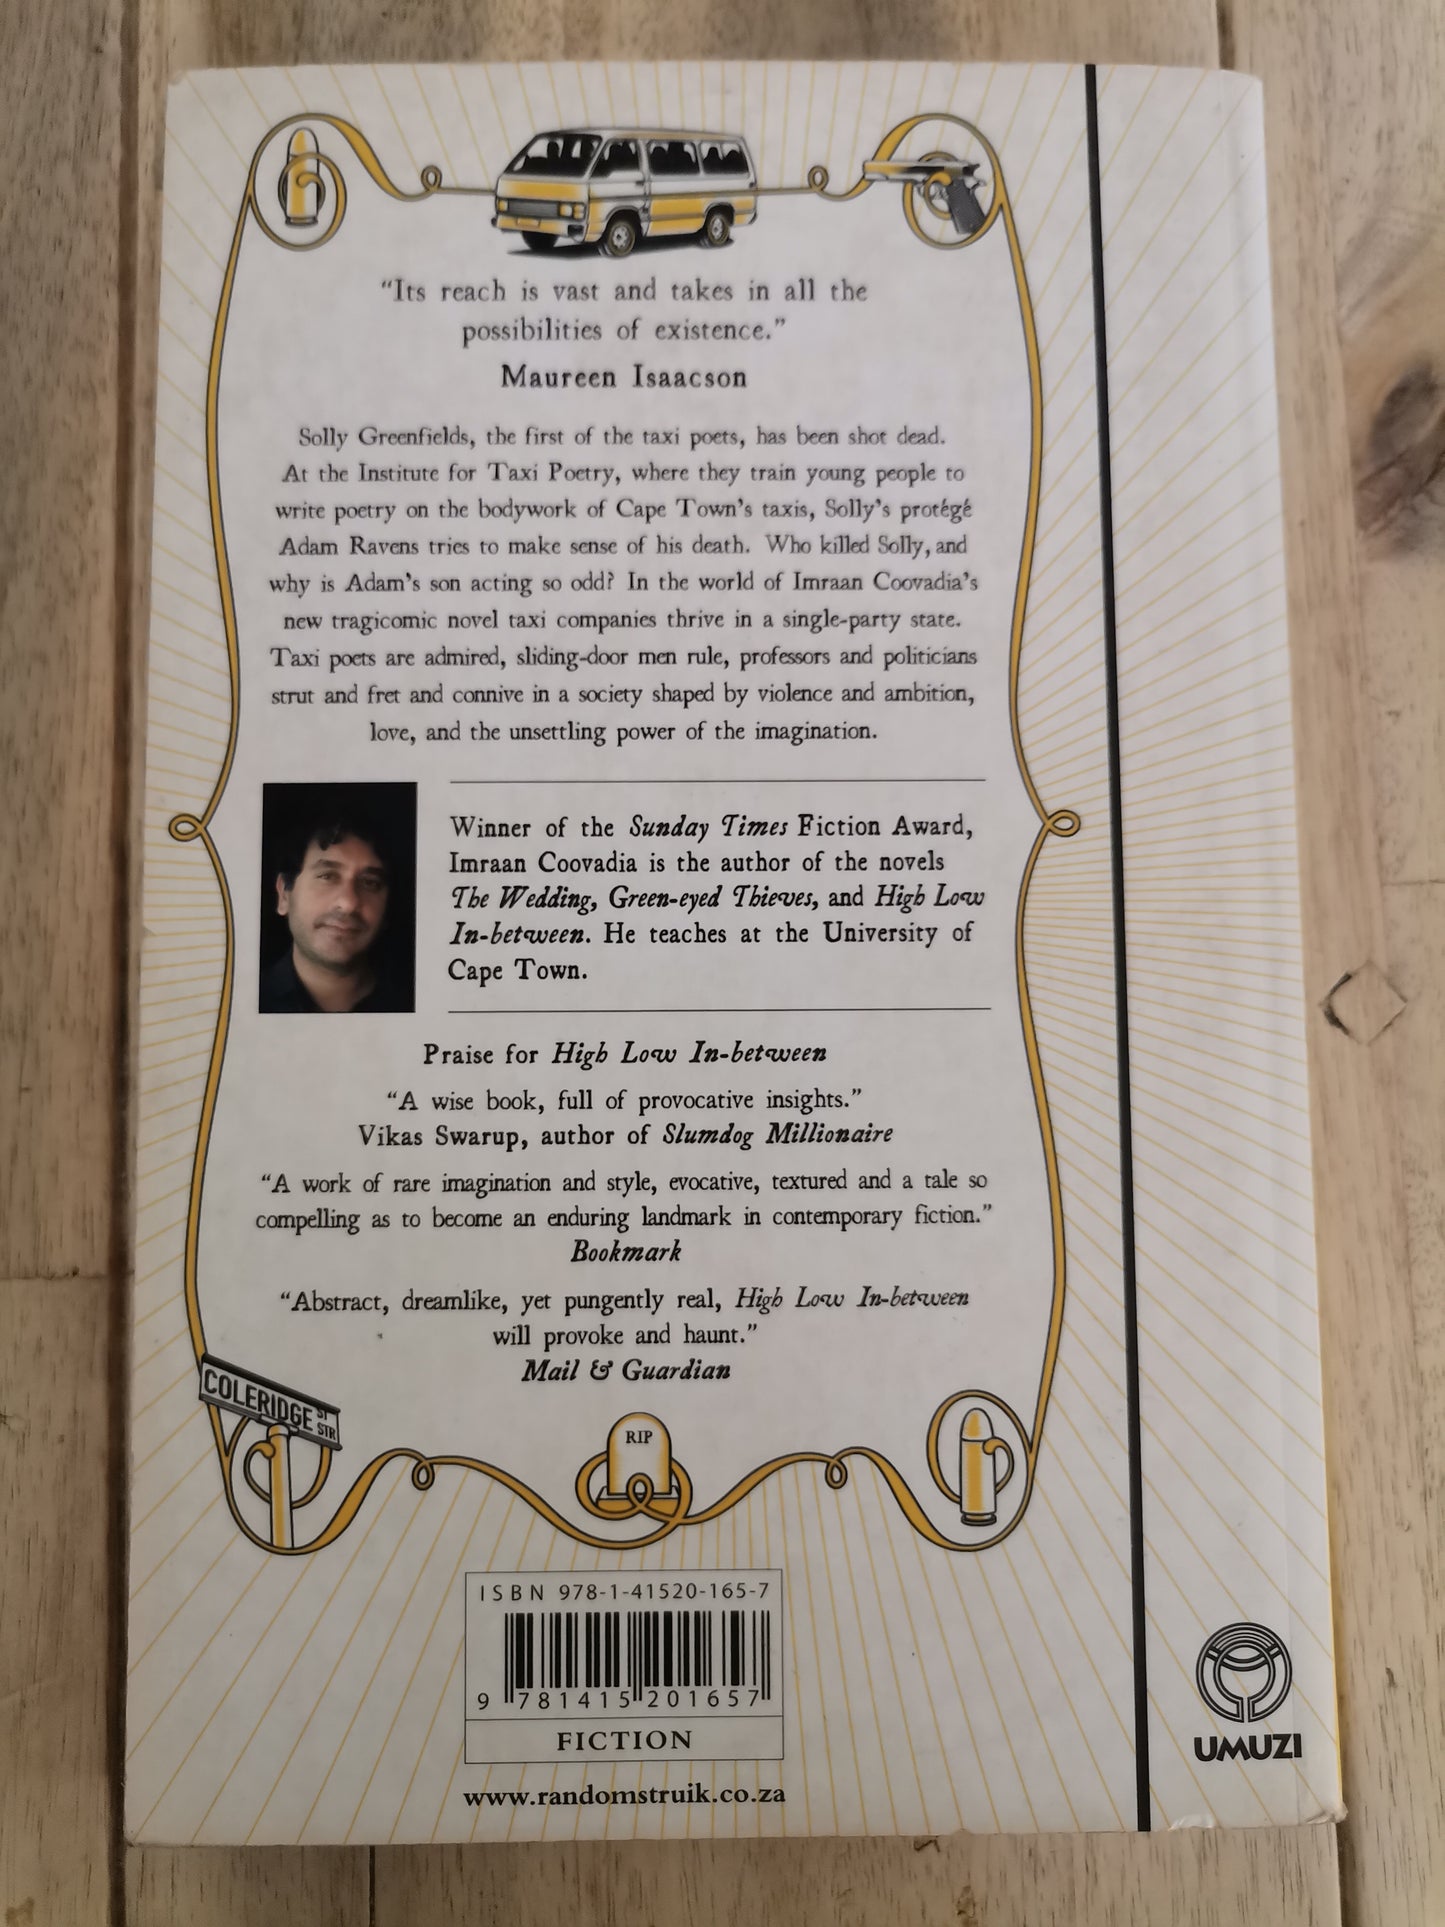 “Its reach is vast and takes in all the
possibilities of existence.”
Maureen Isaacson
Solly Greenfields, the first of the taxi poets, has been shot dead.
At the Institute for Taxi Poetry, where they train young people to
write poetry on the bodywork of Cape Town’s taxis, Solly’s protégé
Adam Ravens tries to make sense of his death. Who killed Solly, and
why is Adam’s son acting so odd? In the world of Imraan Coovadia’s
new tragicomic novel taxi companies thrive in a single-party state.
Taxi poets are admired, sliding-door men rule, professors and politicians
strut and fret and connive in a society shaped by violence and ambition,
love, and the unsettling power of the imagination.
Winner of the Sunday Times Fiction Award,
Imraan Coovadia is the author of the novels
The Wedding, Green-eyed Thieves, and High Low
In-between. He teaches at the University of
Cape Town.
Praise for High Low In-between
“A wise book, full of provocative insights.”
Vikas Swarup, author of Slumdog Millionaire
“A work of rare imagination and style, evocative, textured and a tale so
compelling as to become an enduring landmark in contemporary fiction.”
Bookmark
“Abstract, dreamlike, yet pungently real, High Low In-between
will provoke and haunt.”
Mail & Guardian
COLERIDGE ST
STR
RIP
ISBN 978-1-41520-165-7
9 781415 201657
FICTION
www.randomstruik.co.za
UMUZI